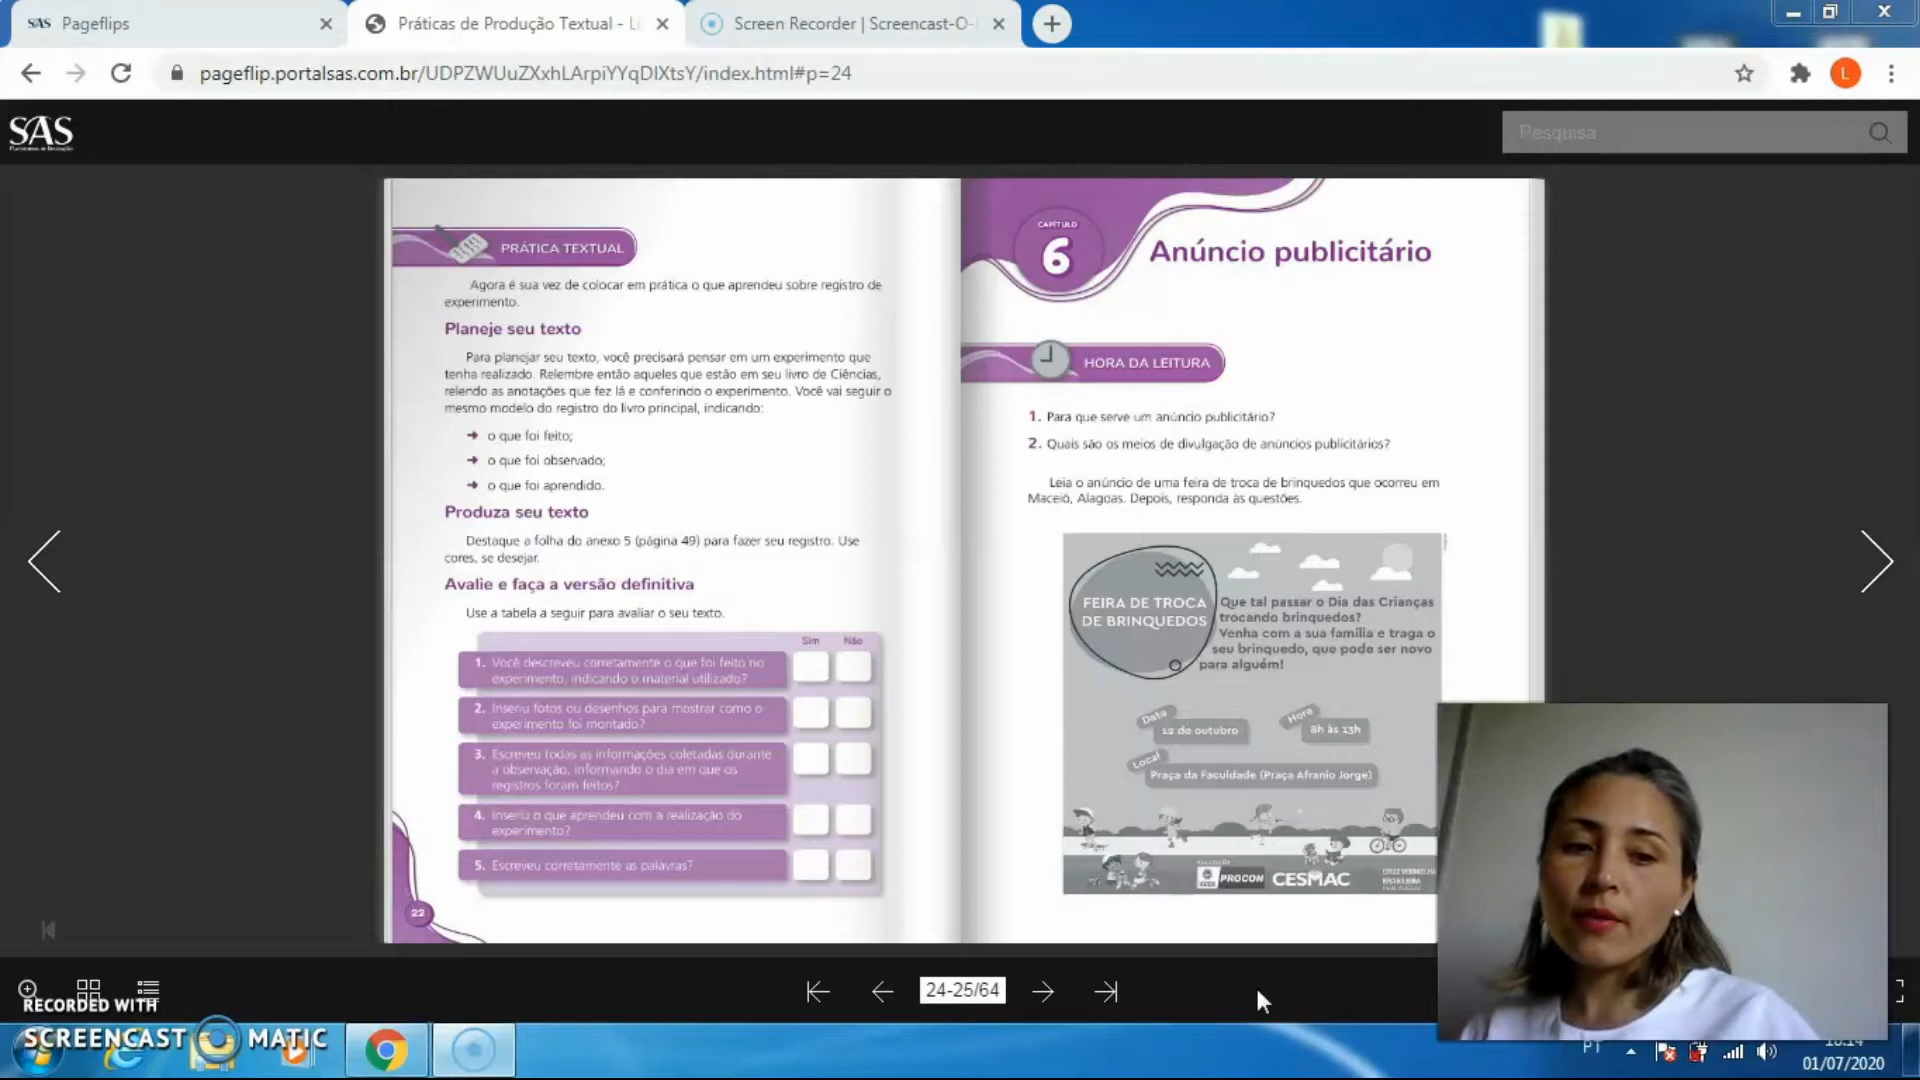 SAS Pageflips
Práticas de Produção Textual - Li
Screen Recorder | Screencast-O-
pageflip.portalsas.com.br/UDPZWUuZXxhLArpiYYqDIXtsY/index.html#p=24
L
SAS
Plataforma de Educação
Pesquisa
PRÁTICA TEXTUAL
Agora é sua vez de colocar em prática o que aprendeu sobre registro de
experimento.
Planeje seu texto
Para planejar seu texto, você precisará pensar em um experimento que
tenha realizado. Relembre então aqueles que estão em seu livro de Ciências,
relendo as anotações que fez lá e conferindo o experimento. Você vai seguir o
mesmo modelo do registro do livro principal, indicando:
➜ o que foi feito;
➜ o que foi observado;
➜ o que foi aprendido.
Produza seu texto
Destaque a folha do anexo 5 (página 49) para fazer seu registro. Use
cores, se desejar.
Avalie e faça a versão definitiva
Use a tabela a seguir para avaliar o seu texto.
Sim Não
1. Você descreveu corretamente o que foi feito no
experimento, indicando o material utilizado?
2. Inseriu fotos ou desenhos para mostrar como o
experimento foi montado?
3. Escreveu todas as informações coletadas durante
a observação, informando o dia em que os
registros foram feitos?
4. Inseriu o que aprendeu com a realização do
experimento?
5. Escreveu corretamente as palavras?
22
CAPÍTULO
6
Anúncio publicitário
HORA DA LEITURA
1. Para que serve um anúncio publicitário?
2. Quais são os meios de divulgação de anúncios publicitários?
Leia o anúncio de uma feira de troca de brinquedos que ocorreu em
Maceió, Alagoas. Depois, responda às questões.
FEIRA DE TROCA
DE BRINQUEDOS
Que tal passar o Dia das Crianças
trocando brinquedos?
Venha com a sua família e traga o
seu brinquedo, que pode ser novo
para alguém!
Data
12 de outubro
Hora
8h às 13h
Local
Praça da Faculdade (Praça Afranio Jorge)
PROCON
CESMAC
CRUZ VERMELHA
BRASILEIRA
24-25/64
RECORDED WITH
SCREENCAST MATIC
PT
01/07/2020